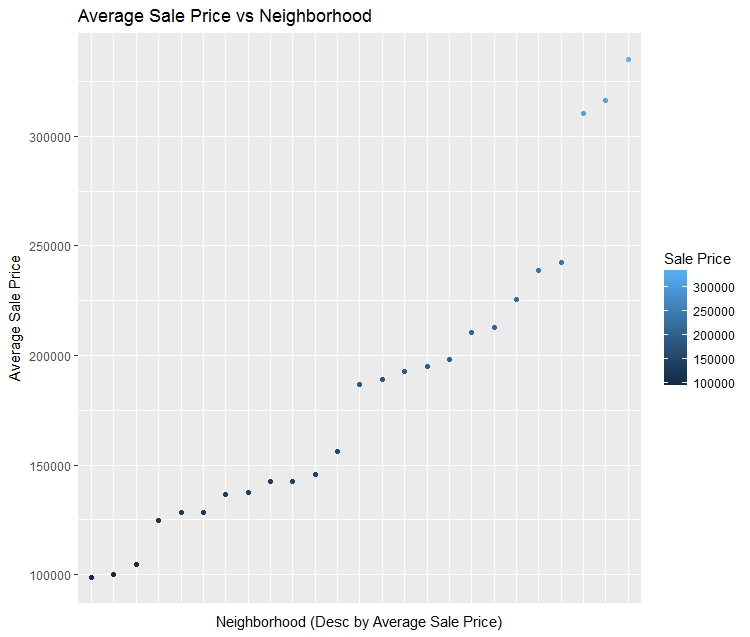 Average Sale Price vs Neighborhood
300000
250000
200000
150000
100000
Average Sale Price
Neighborhood (Desc by Average Sale Price)
Sale Price
300000
250000
200000
150000
100000